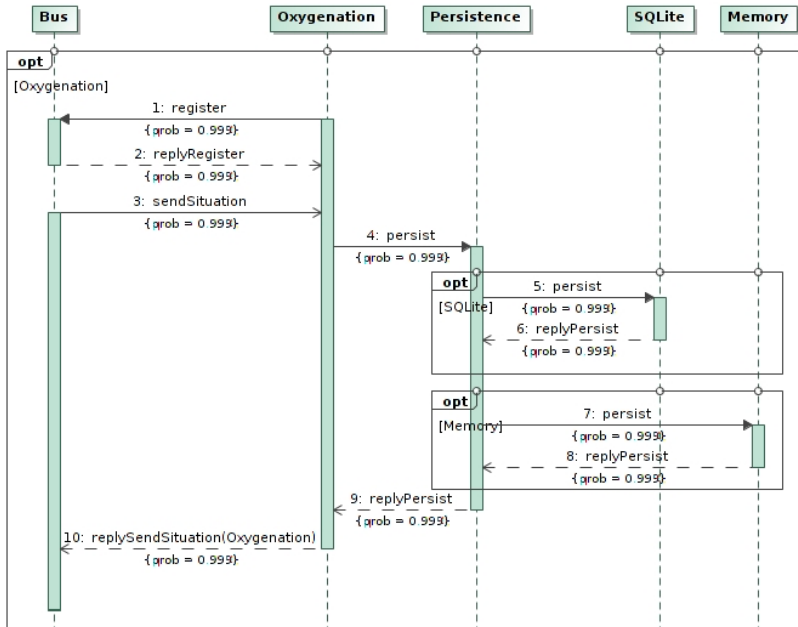 Bus
Oxygenation
Persistence
SQLite
Memory
opt
[Oxygenation]
1: register
{prob = 0.999}
2: replyRegister
{prob = 0.999}
3: sendSituation
{prob = 0.999}
4: persist
{prob = 0.999}
opt
[SQLite]
5: persist
{prob = 0.999}
6: replyPersist
{prob = 0.999}
opt
[Memory]
7: persist
{prob = 0.999}
8: replyPersist
{prob = 0.999}
9: replyPersist
{prob = 0.999}
10: replySendSituation(Oxygenation)
{prob = 0.999}